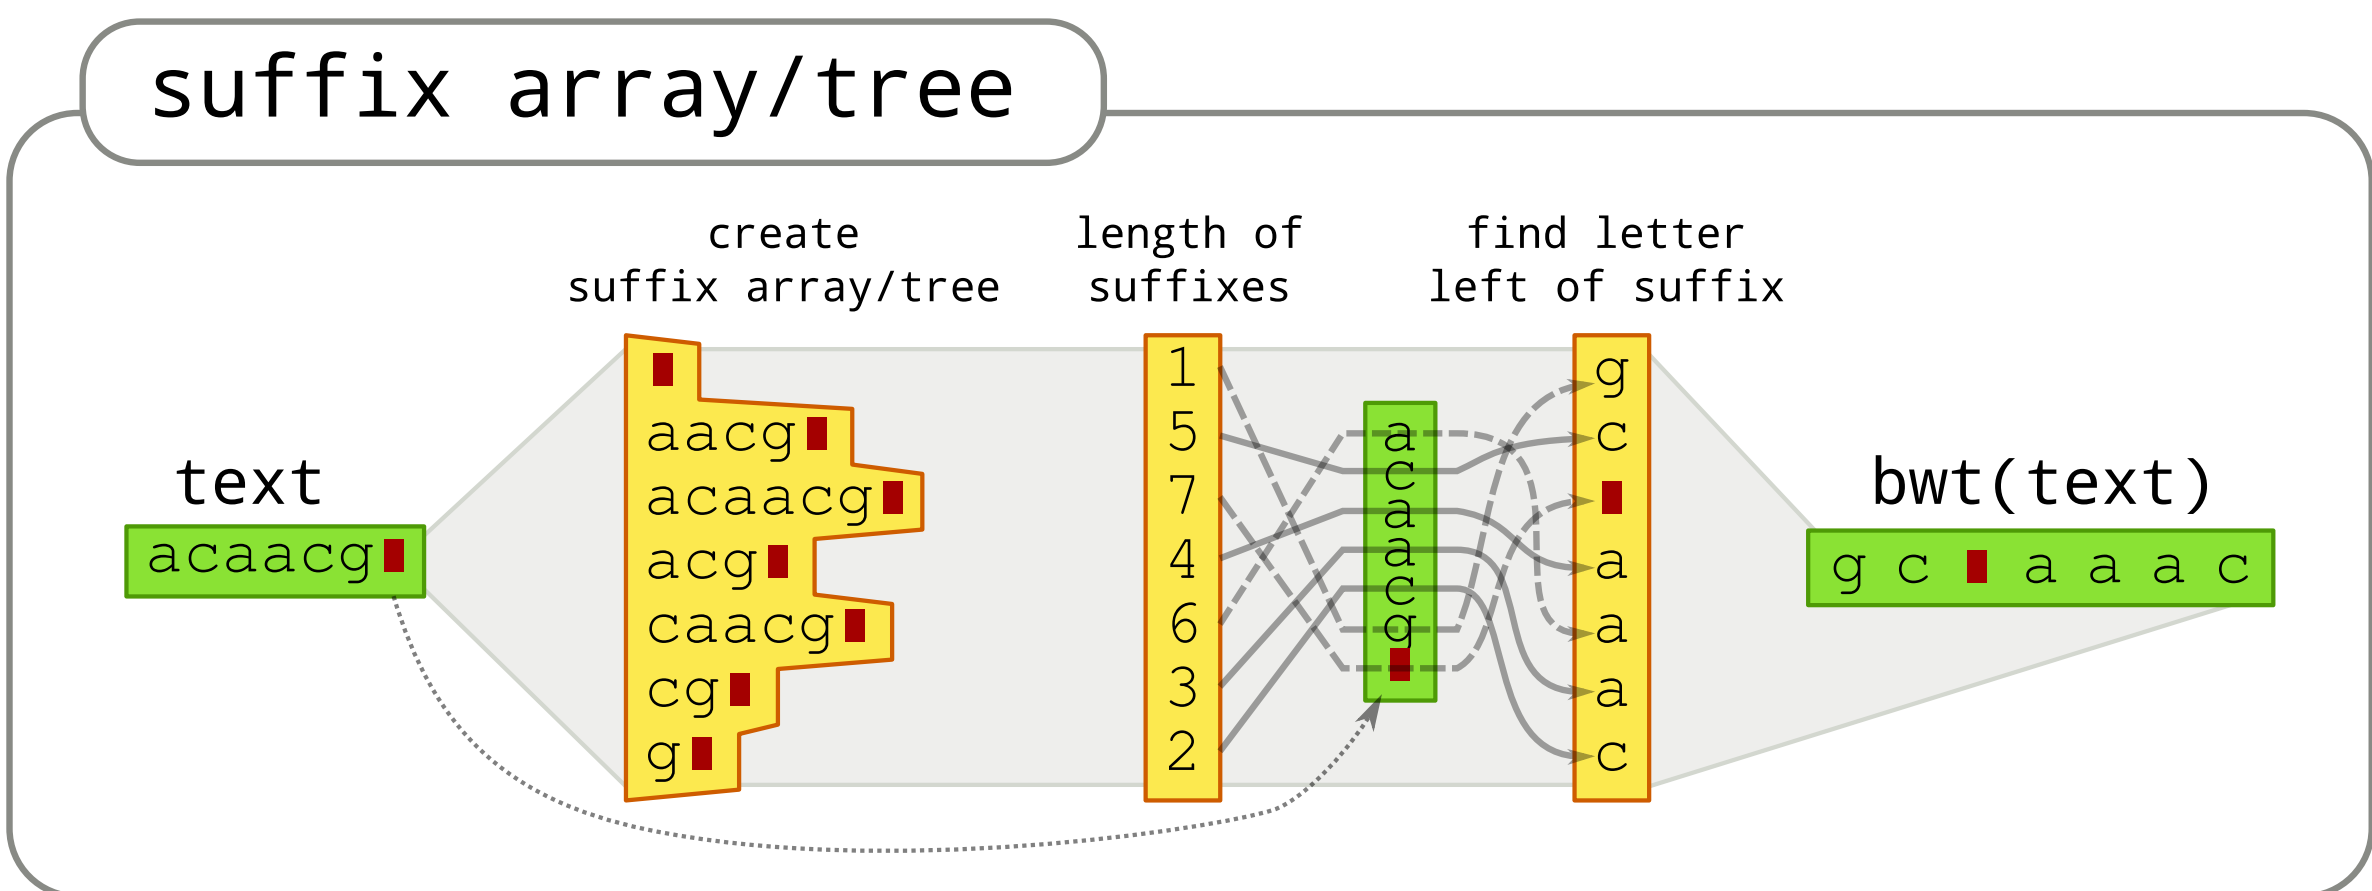 suffix array/tree
create
suffix array/tree
length of
suffixes
find letter
left of suffix
text
acaacg■
■
aacg■
acaacg■
acg■
caacg■
cg■
g■
1
5
7
4
6
3
2
a
c
a
a
c
g
■
g
c
■
a
a
a
c
bwt(text)
g c ■ a a a c